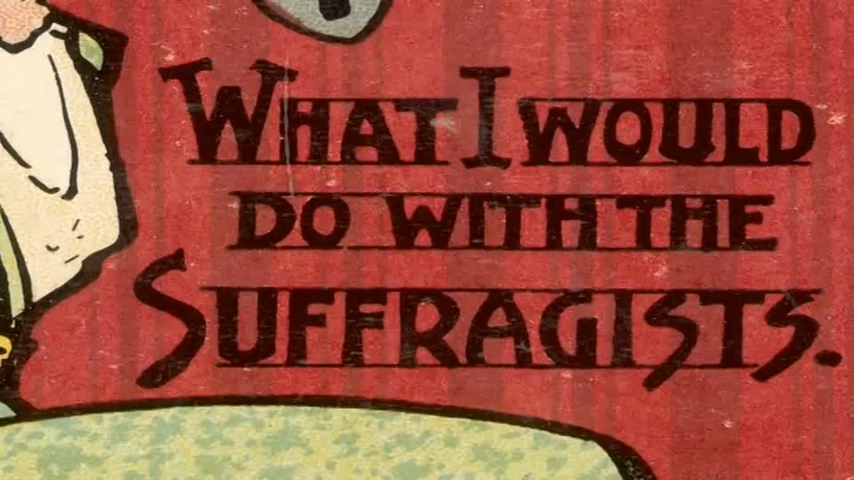 WHAT I WOULD
DO WITH THE
SUFFRAGISTS.